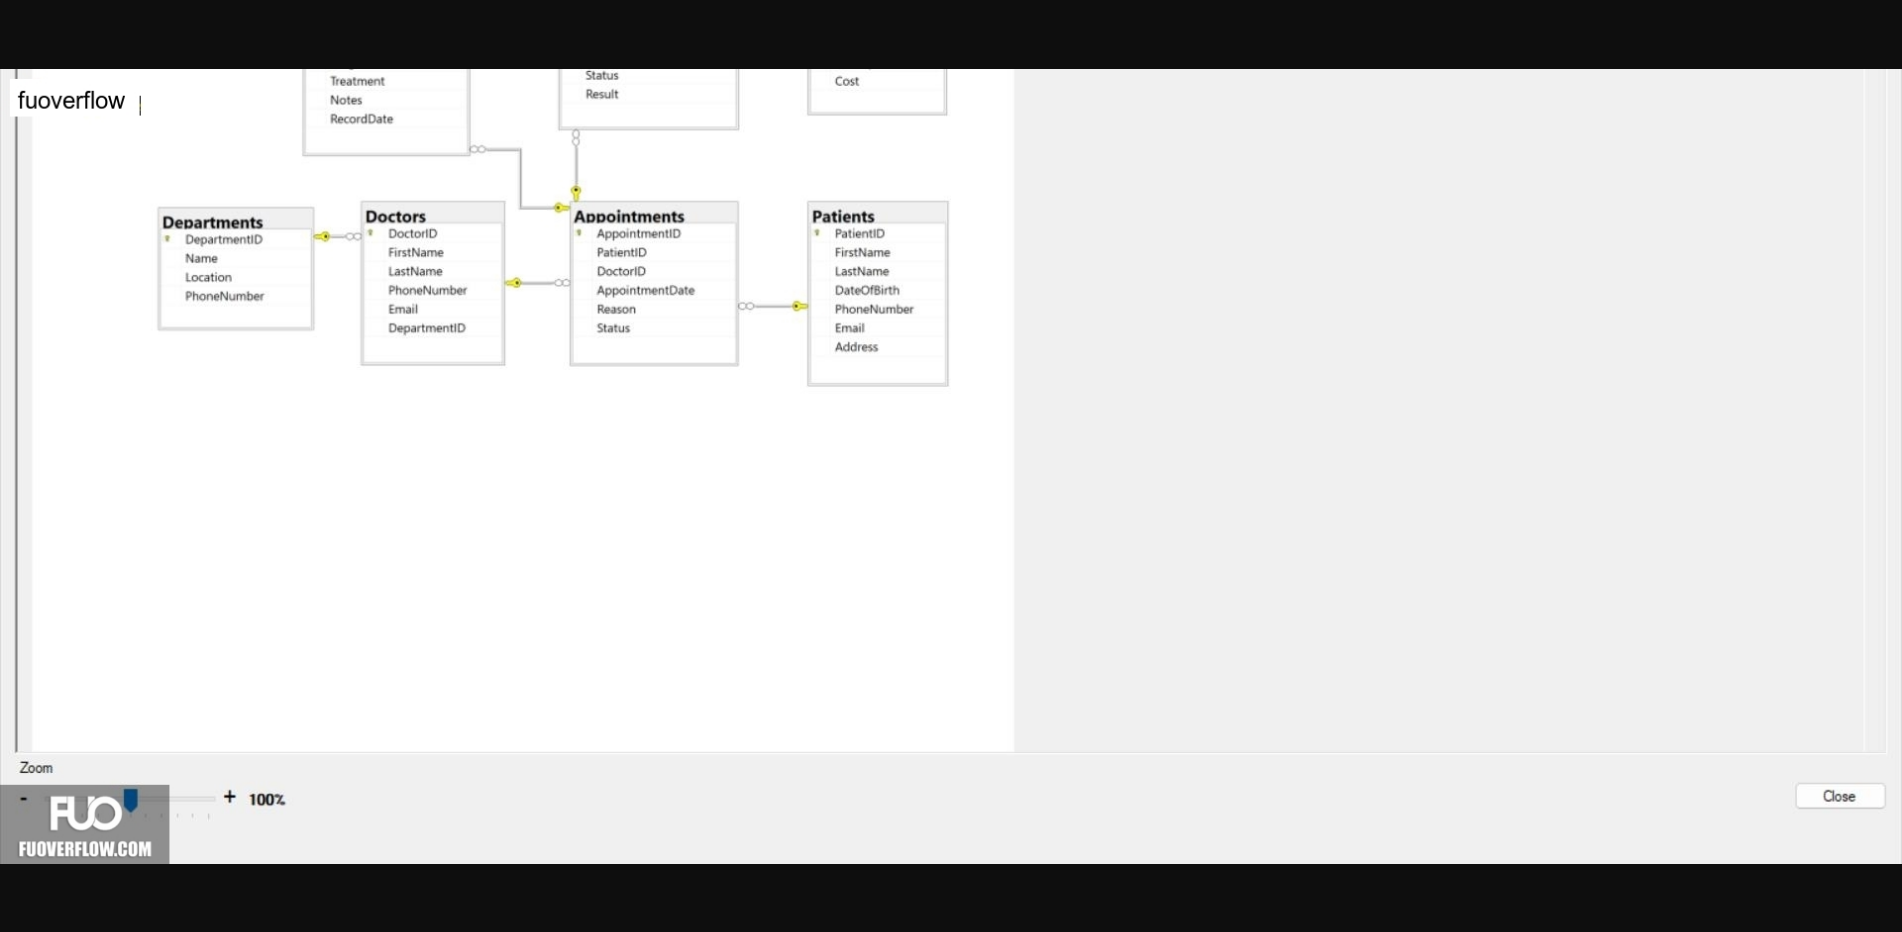 fuoverflow
Treatment
Notes
RecordDate
Status
Result
Cost
Departments
DepartmentID
Name
Location
PhoneNumber
Doctors
DoctorID
FirstName
LastName
PhoneNumber
Email
DepartmentID
Appointments
AppointmentID
PatientID
DoctorID
AppointmentDate
Reason
Status
Patients
PatientID
FirstName
LastName
DateOfBirth
PhoneNumber
Email
Address
Zoom
- + 100%
Close
FUO
FUOVERFLOW.COM